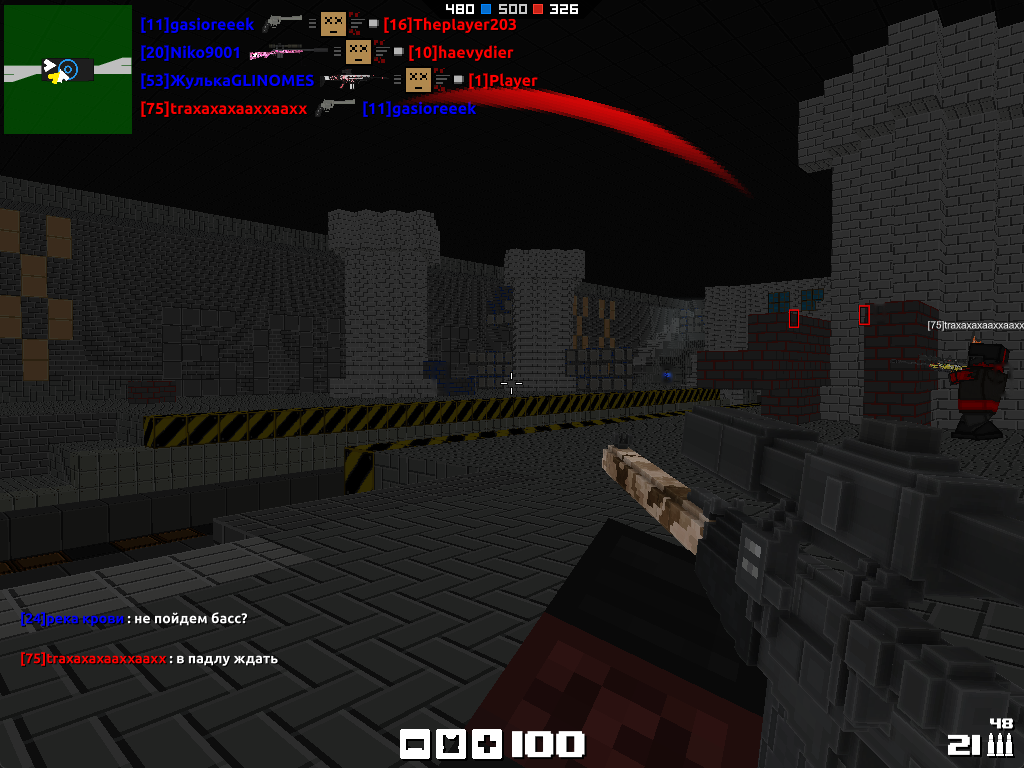 480 500 326
[11]gasioreeek [16]Theplayer203
[20]Niko9001 [10]haevydier
[53]ЖулькаGLINOMES [1]Player
[75]traxaxaxaaxxaaxx [11]gasioreeek
[75]traxaxaxaaxxaaxx
[24]река крови : не пойдем басс?
[75]traxaxaxaaxxaaxx : в падлу ждать
48
100 21